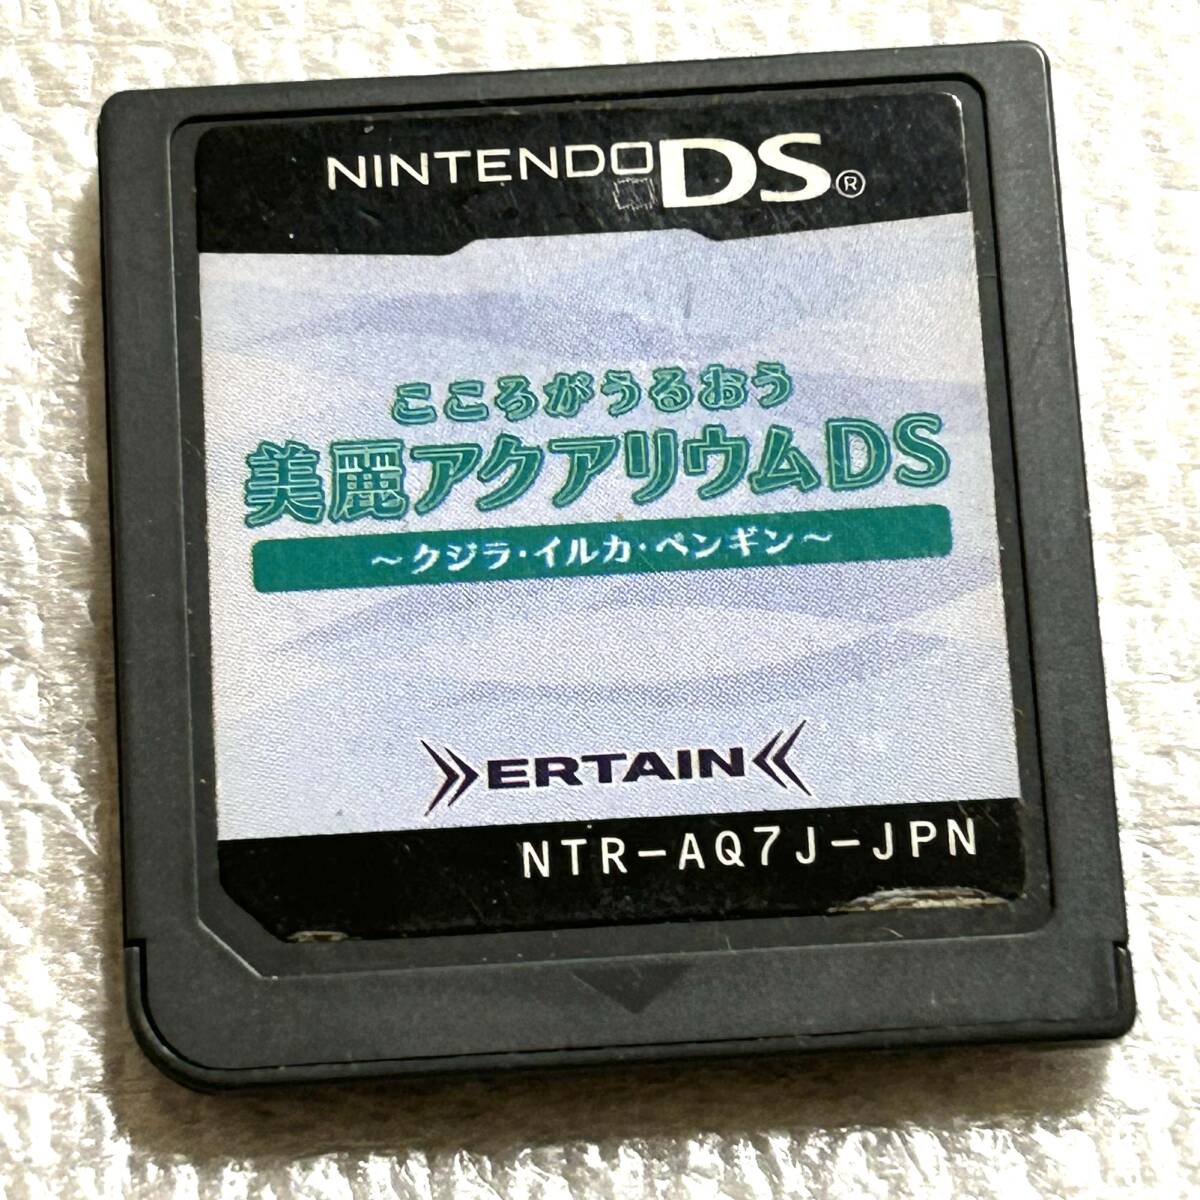 NINTENDO DS®
こころがうるおう
美麗アクアリウムDS
～クジラ・イルカ・ペンギン～
ERTAIN
NTR-AQ7J-JPN